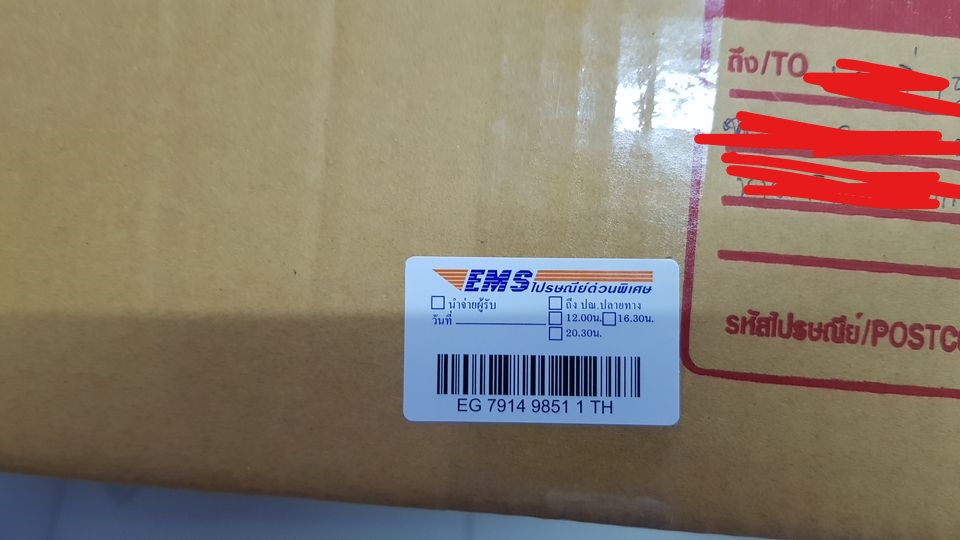 ถึง/TO
EMS ไปรษณีย์ด่วนพิเศษ
นำจ่ายผู้รับ ถึง ปณ.ปลายทาง
วันที่ 12.00น. 16.30น.
20.30น.
EG 7914 9851 1 TH
รหัสไปรษณีย์/POSTC